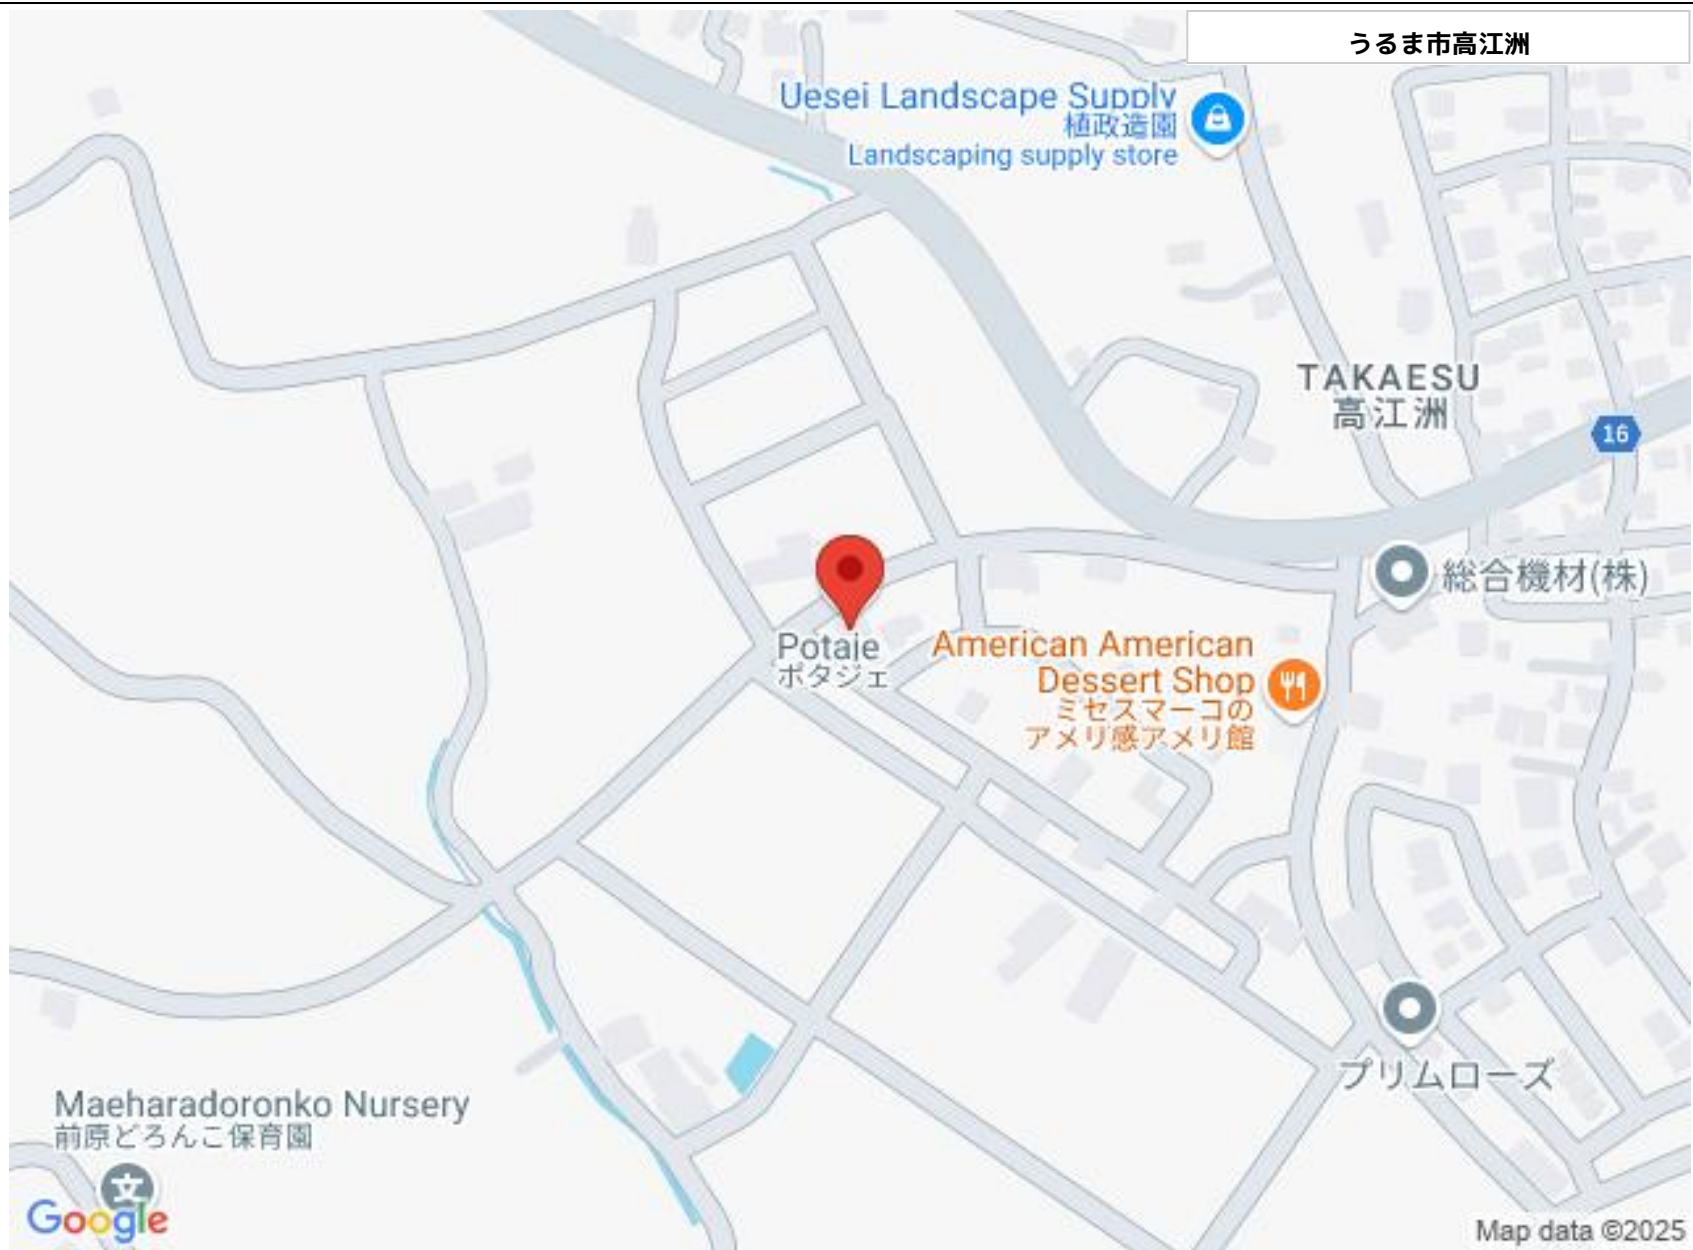 うるま市高江洲
Uesei Landscape Supply
植政造園
Landscaping supply store
TAKAESU
高江洲
16
総合機材(株)
Potaje
ポタジェ
American American
Dessert Shop
ミセスマーコの
アメリ感アメリ館
プリムローズ
Maeharadoronko Nursery
前原どろんこ保育園
文
Google
Map data ©2025